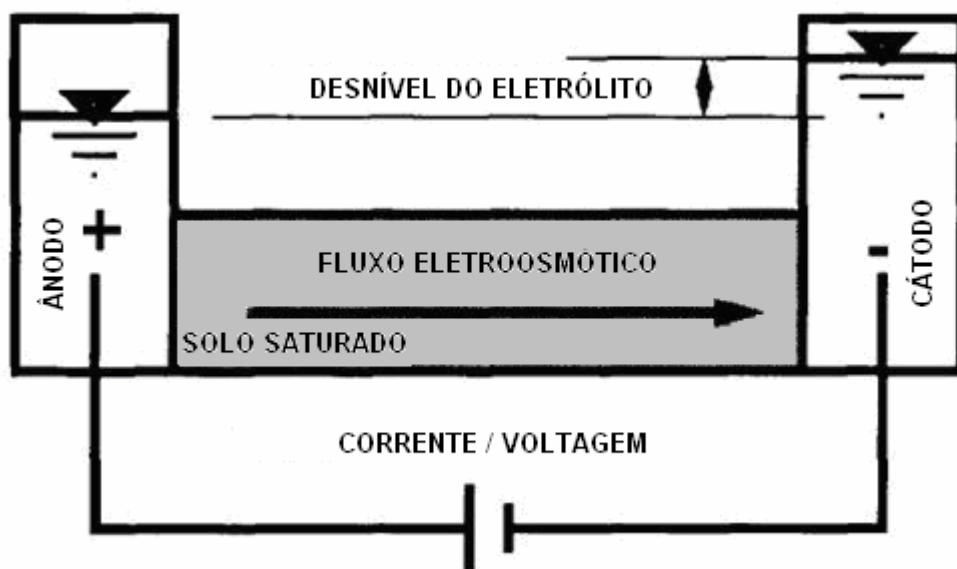 DESNÍVEL DO ELETRÓLITO
ÂNODO
+
FLUXO ELETROOSMÓTICO
-
CÁTODO
SOLO SATURADO
CORRENTE / VOLTAGEM